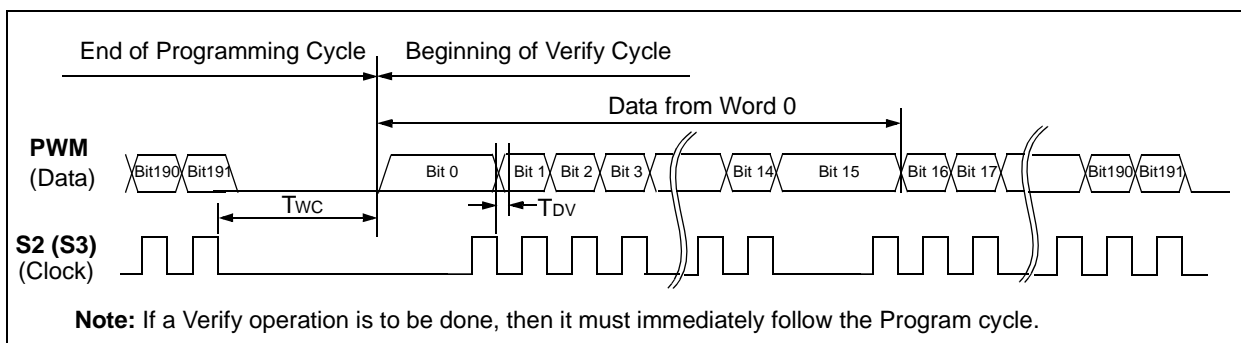 End of Programming Cycle Beginning of Verify Cycle
Data from Word 0
PWM
(Data)
Bit190 Bit191 Bit 0 Bit 1 Bit 2 Bit 3 Bit 14 Bit 15 Bit 16 Bit 17 Bit190 Bit191
TWC TDV
S2 (S3)
(Clock)
Note: If a Verify operation is to be done, then it must immediately follow the Program cycle.